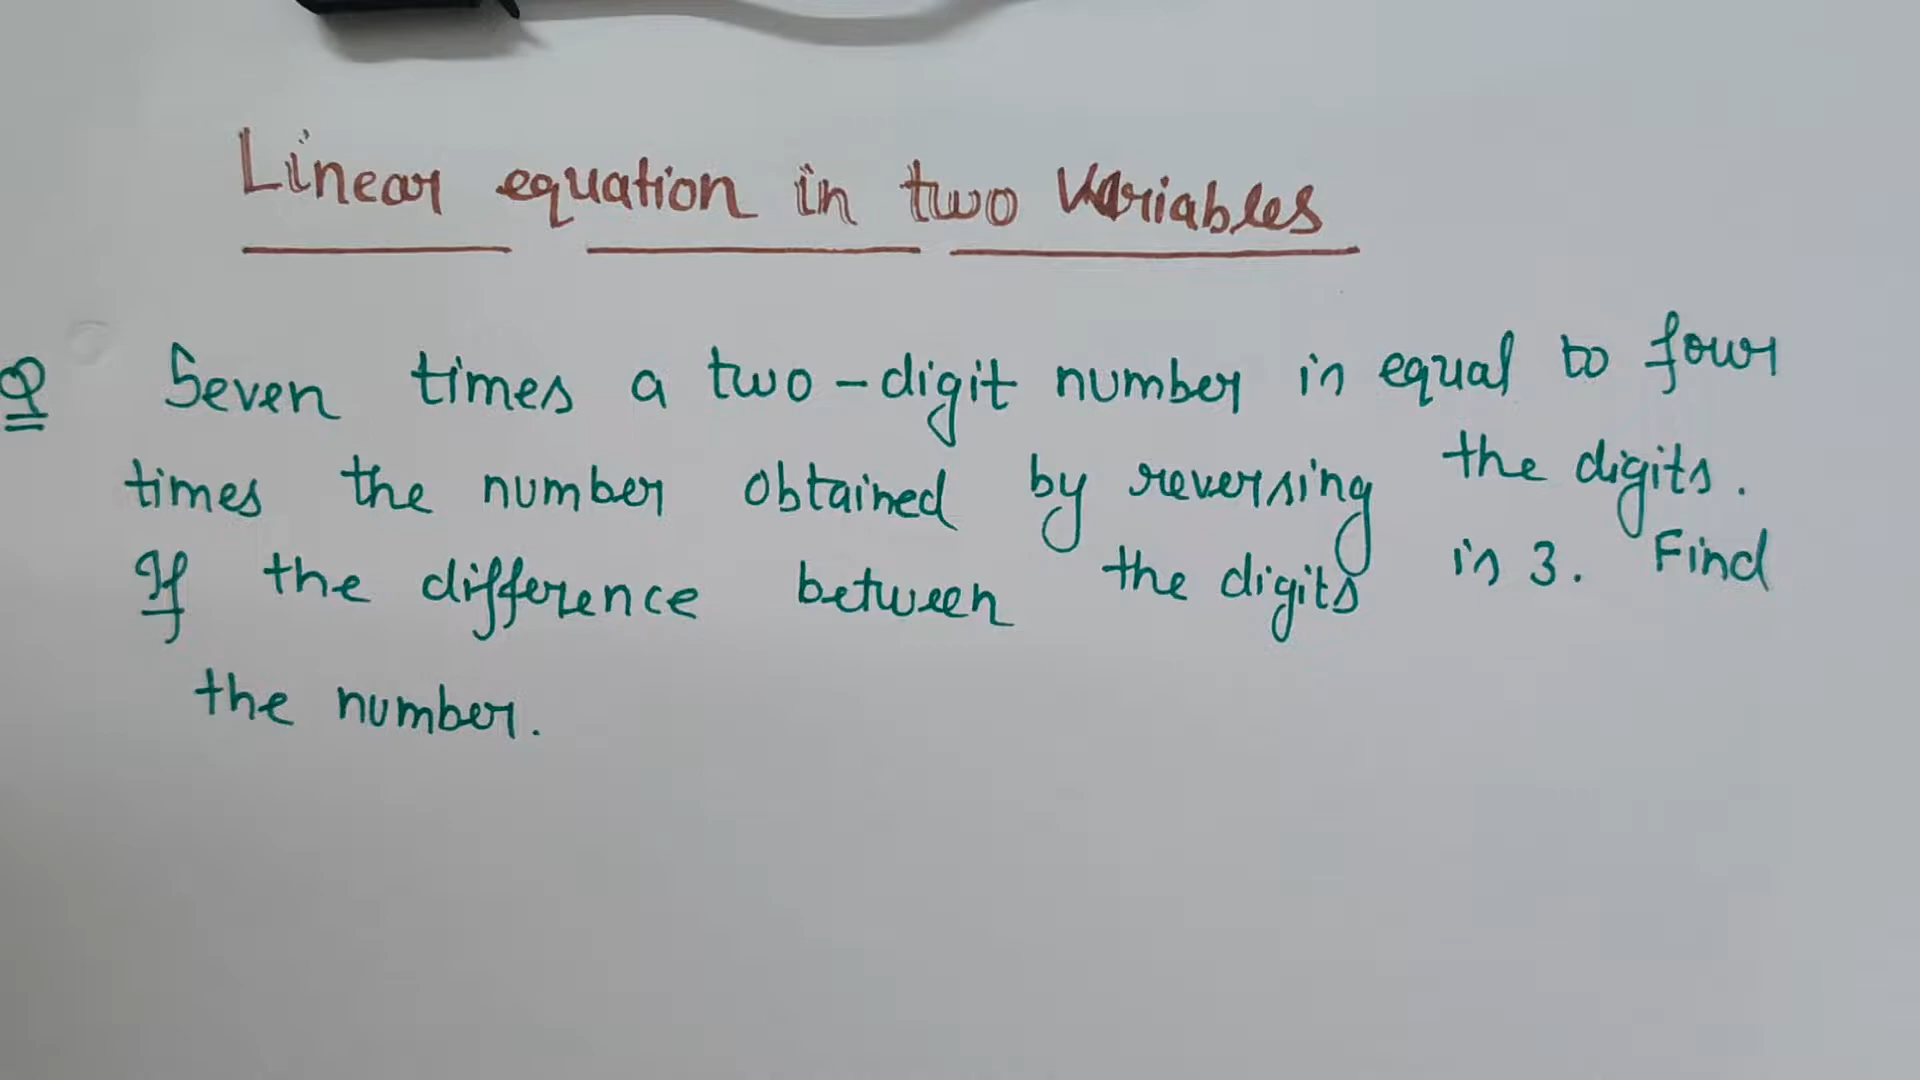 Linear equation in two Variables
Q Seven times a two-digit number is equal to four
times the number obtained by reversing the digits.
If the difference between the digits is 3. Find
the number.